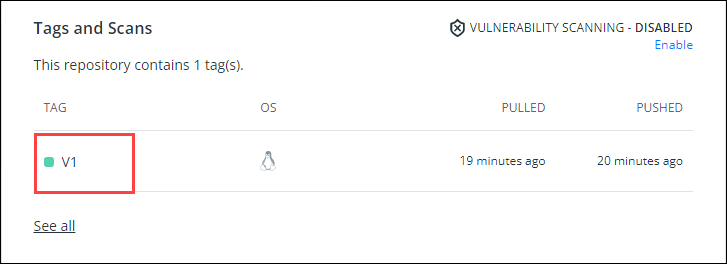 Tags and Scans
VULNERABILITY SCANNING - DISABLED
Enable
This repository contains 1 tag(s).
TAG OS PULLED PUSHED
V1 19 minutes ago 20 minutes ago
See all